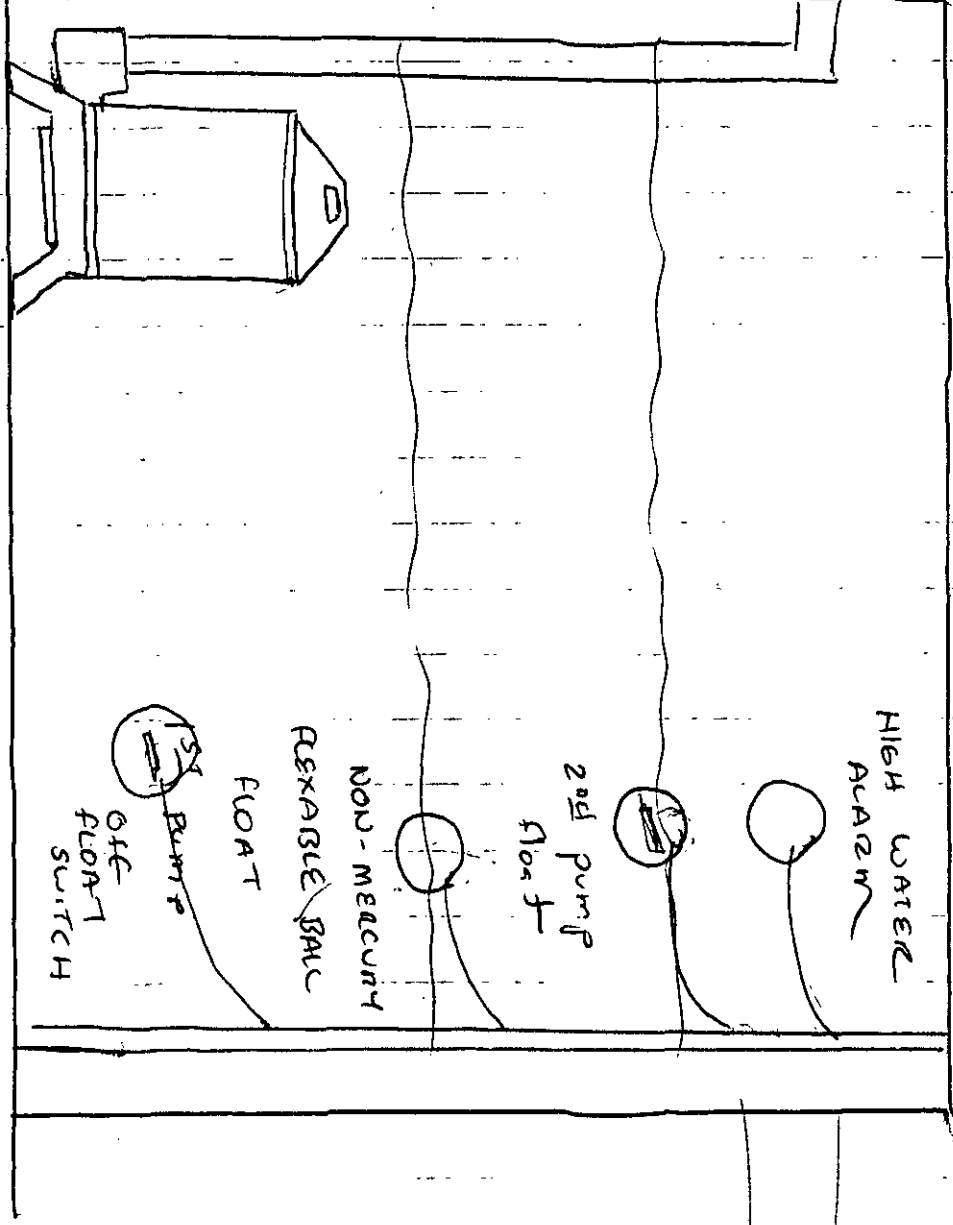 HIGH WATER
ALARM
2nd pump
float
NON-MERCURY
FLEXABLE BALL
FLOAT
1ST
PUMP
Off
FLOAT
SWITCH